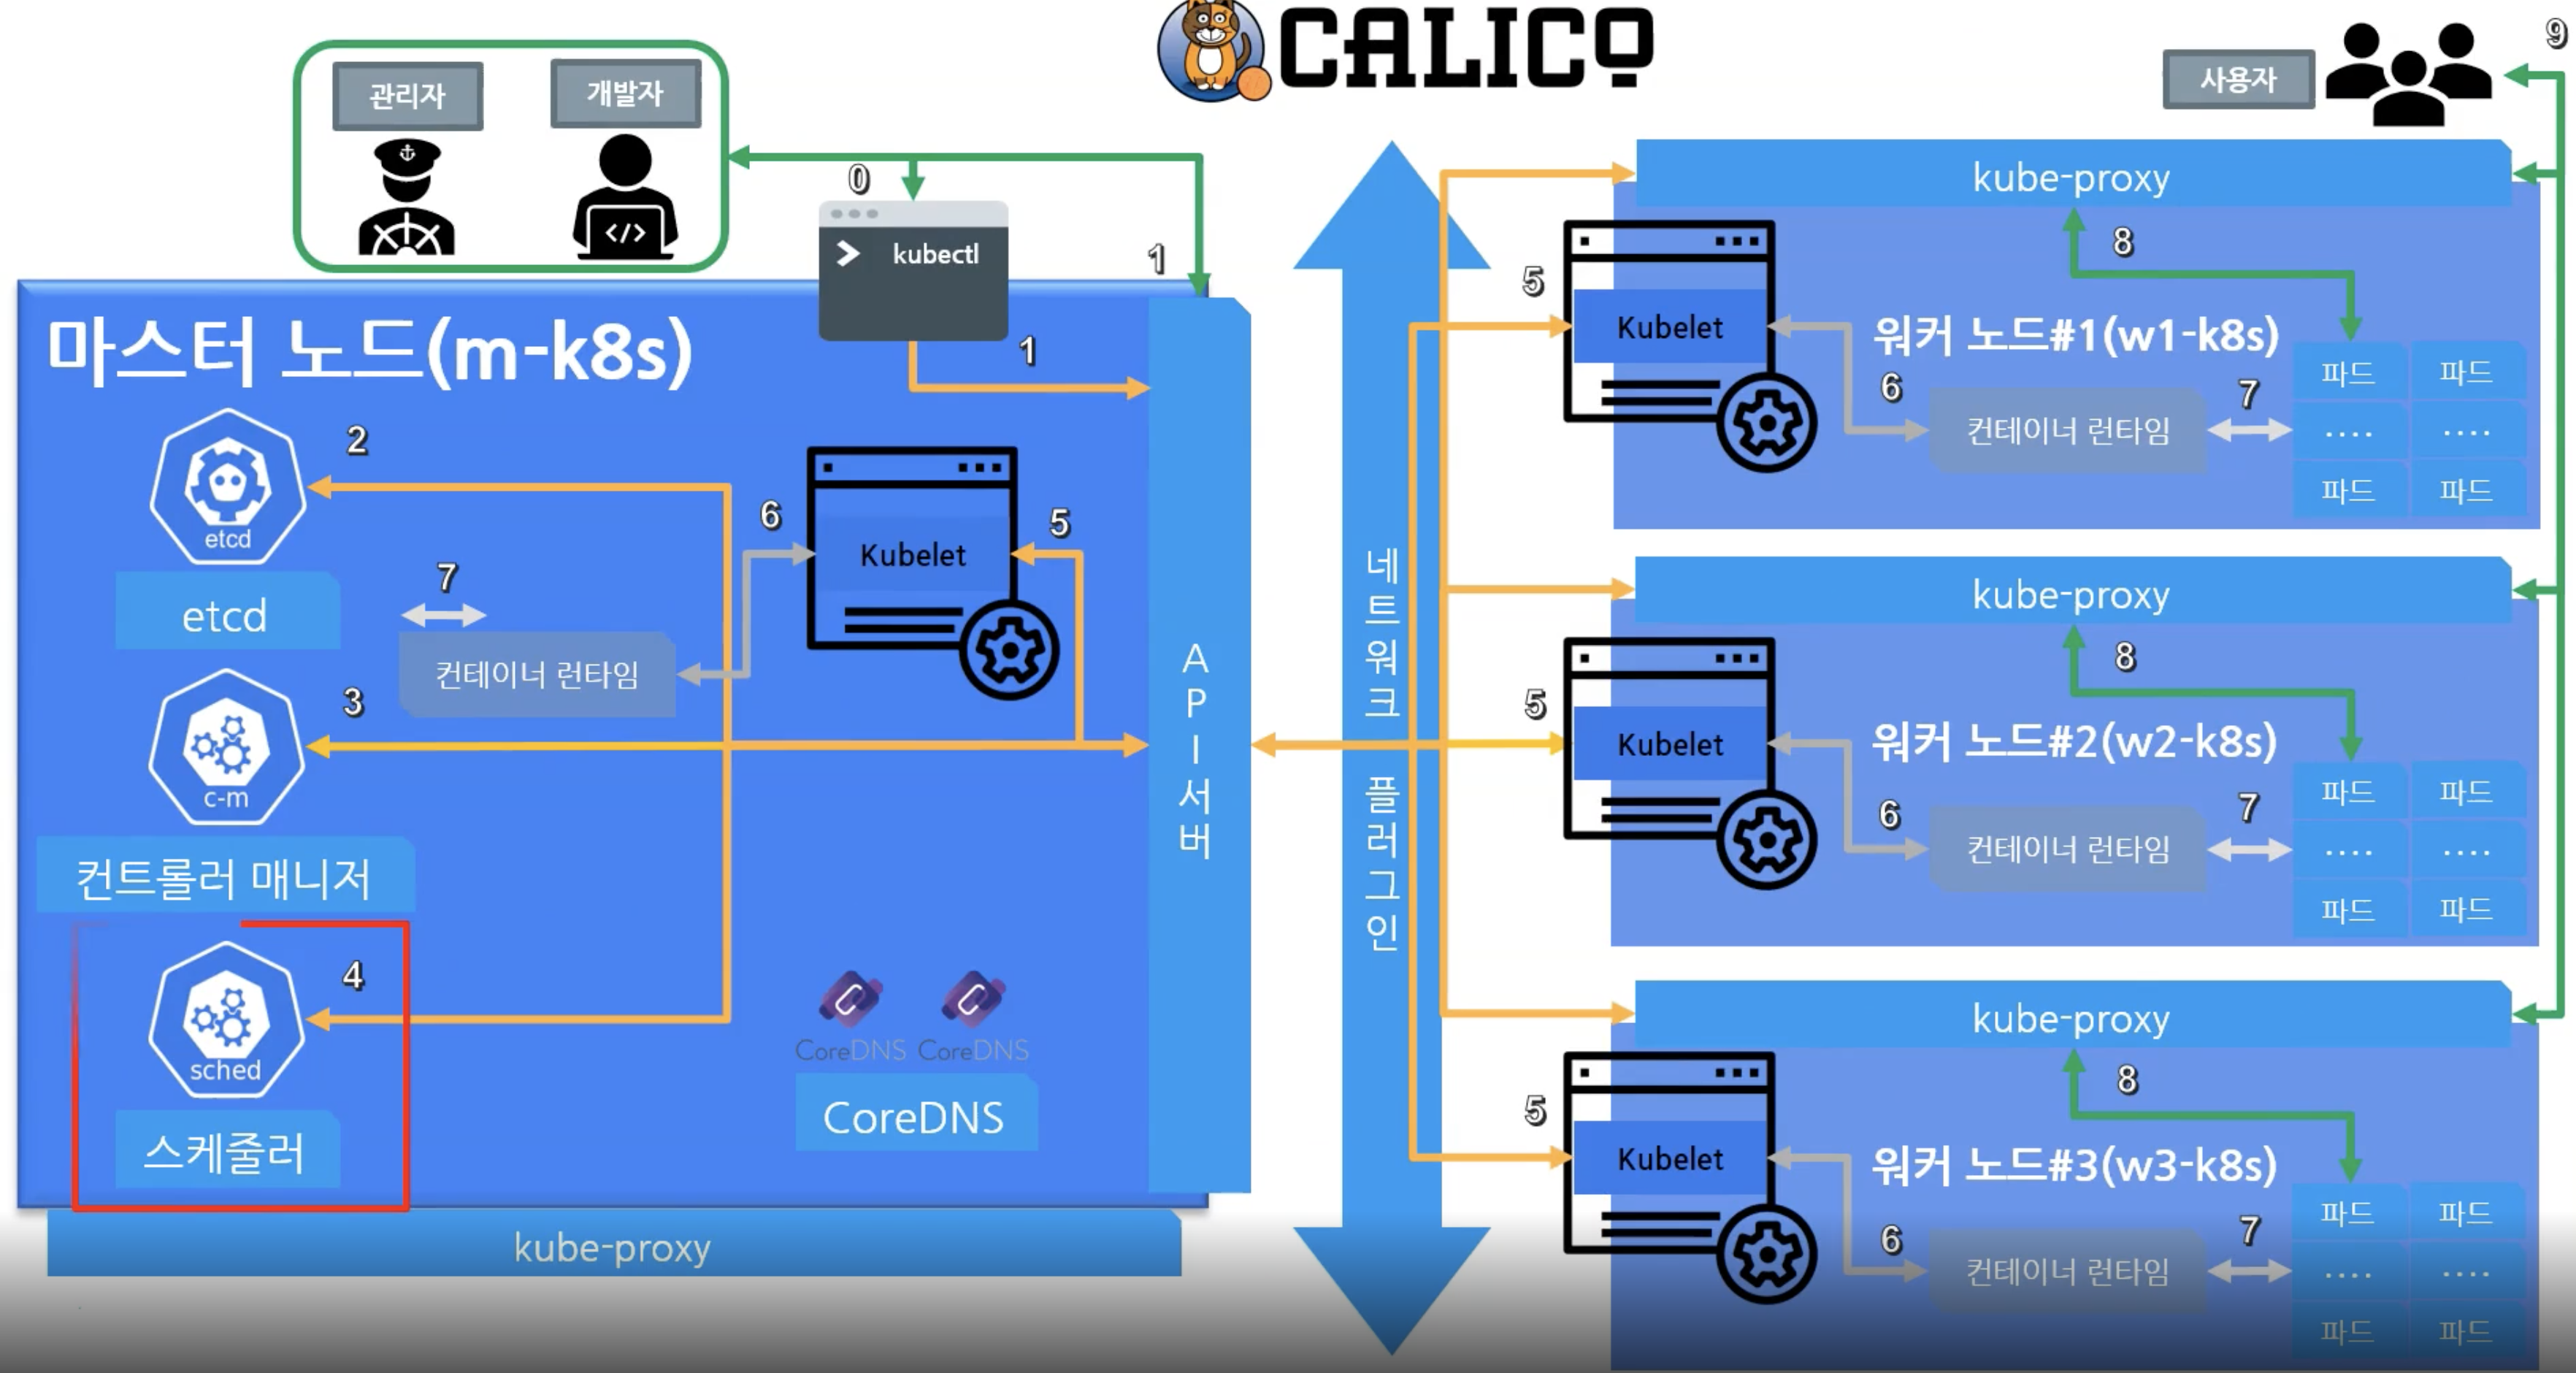 CALICO
관리자
개발자
사용자
9
0
kubectl
1
1
마스터 노드(m-k8s)
2
etcd
etcd
7
컨테이너 런타임
6
Kubelet
5
3
c-m
컨트롤러 매니저
4
sched
스케줄러
CoreDNS CoreDNS
CoreDNS
API서버
kube-proxy
네트워크 플러그인
kube-proxy
8
5
Kubelet
워커 노드#1(w1-k8s)
6
컨테이너 런타임
7
파드 파드
.... ....
파드 파드
kube-proxy
8
5
Kubelet
워커 노드#2(w2-k8s)
6
컨테이너 런타임
7
파드 파드
.... ....
파드 파드
kube-proxy
8
5
Kubelet
워커 노드#3(w3-k8s)
6
컨테이너 런타임
7
파드 파드
.... ....
파드 파드